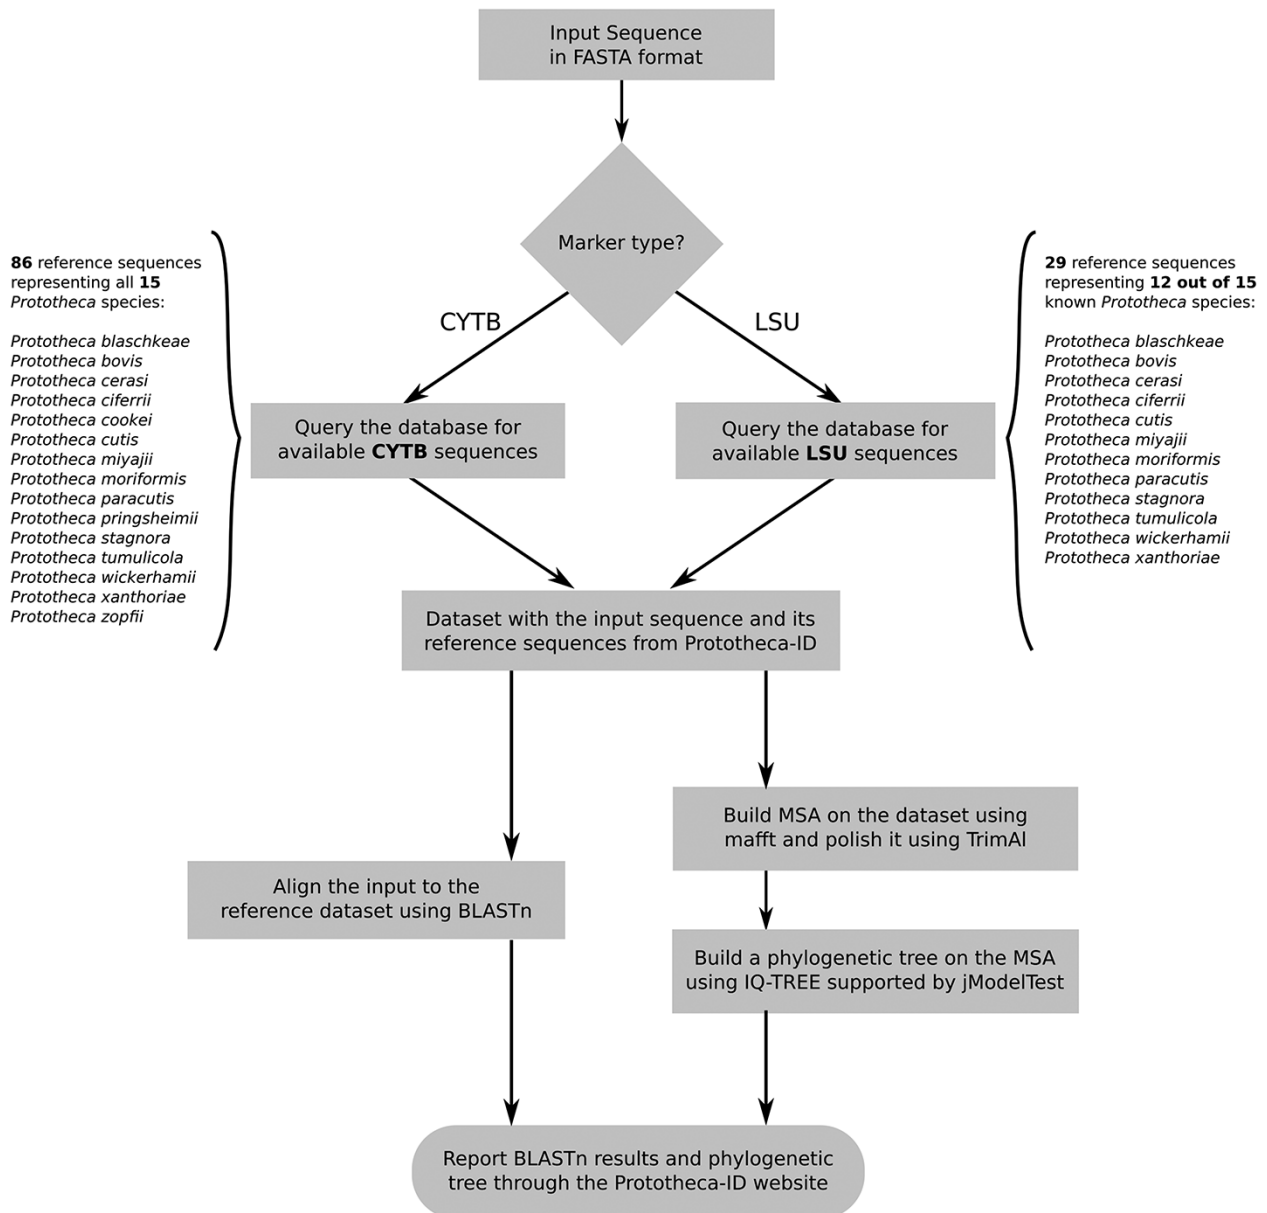 Input Sequence
in FASTA format
Marker type?
CYTB
LSU
86 reference sequences
representing all 15
Prototheca species:
Prototheca blaschkeae
Prototheca bovis
Prototheca cerasi
Prototheca ciferrii
Prototheca cookei
Prototheca cutis
Prototheca miyajii
Prototheca moriformis
Prototheca paracutis
Prototheca pringsheimii
Prototheca stagnora
Prototheca tumulicola
Prototheca wickerhamii
Prototheca xanthoriae
Prototheca zopfii
Query the database for
available CYTB sequences
Query the database for
available LSU sequences
29 reference sequences
representing 12 out of 15
known Prototheca species:
Prototheca blaschkeae
Prototheca bovis
Prototheca cerasi
Prototheca ciferrii
Prototheca cutis
Prototheca miyajii
Prototheca moriformis
Prototheca paracutis
Prototheca stagnora
Prototheca tumulicola
Prototheca wickerhamii
Prototheca xanthoriae
Dataset with the input sequence and its
reference sequences from Prototheca-ID
Align the input to the
reference dataset using BLASTn
Build MSA on the dataset using
mafft and polish it using TrimAl
Build a phylogenetic tree on the MSA
using IQ-TREE supported by jModelTest
Report BLASTn results and phylogenetic
tree through the Prototheca-ID website